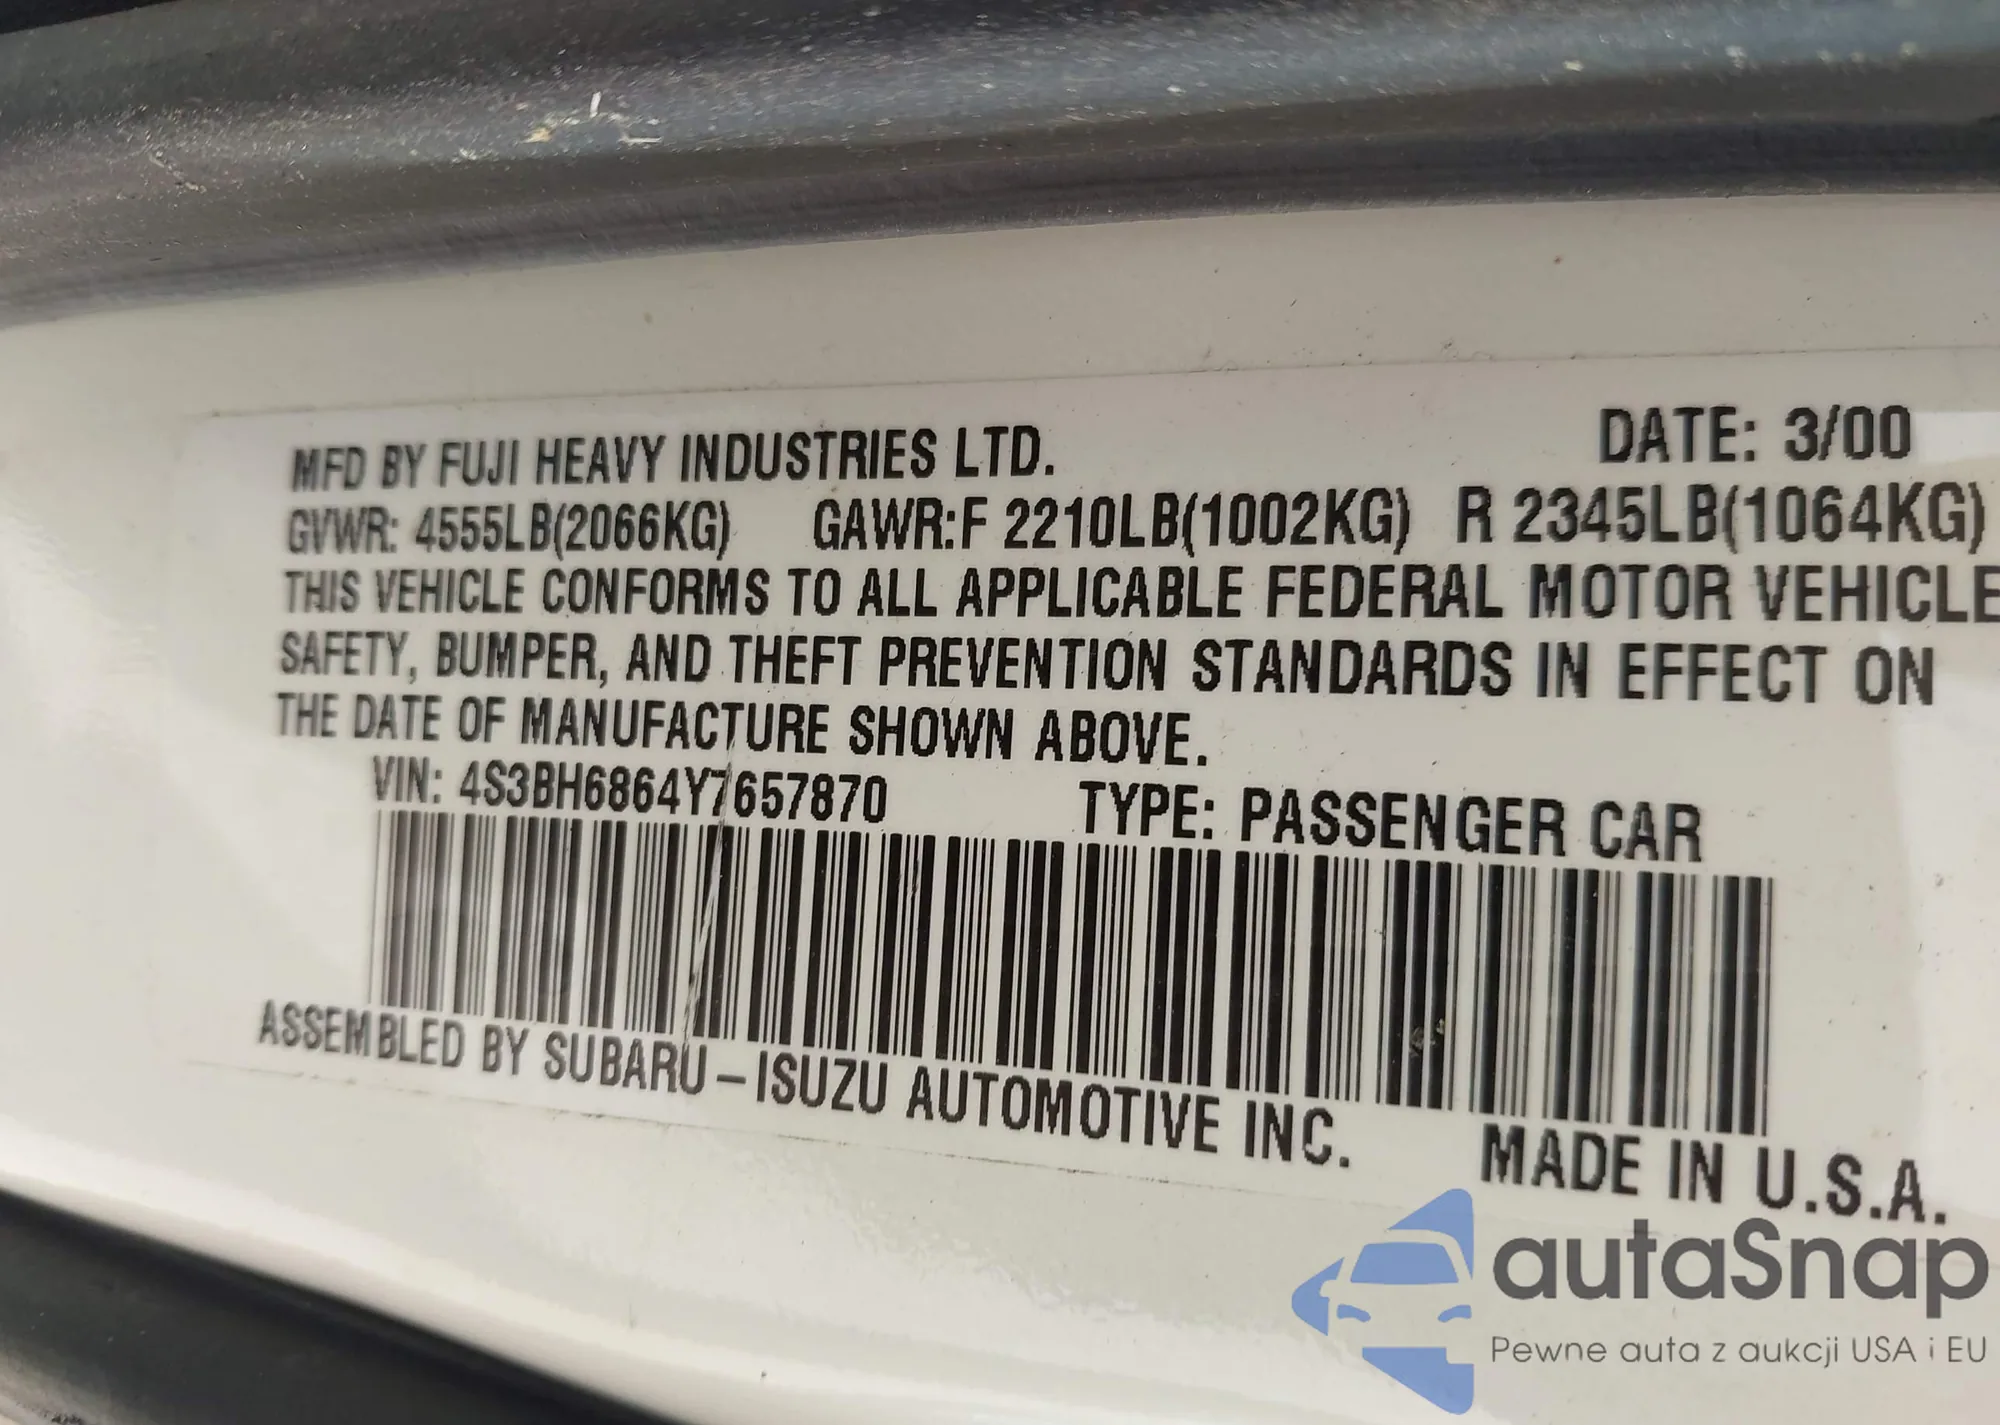 MFD BY FUJI HEAVY INDUSTRIES LTD. DATE: 3/00
GVWR: 4555LB(2066KG) GAWR:F 2210LB(1002KG) R 2345LB(1064KG)
THIS VEHICLE CONFORMS TO ALL APPLICABLE FEDERAL MOTOR VEHICLE
SAFETY, BUMPER, AND THEFT PREVENTION STANDARDS IN EFFECT ON
THE DATE OF MANUFACTURE SHOWN ABOVE.
VIN: 4S3BH6864Y7657870 TYPE: PASSENGER CAR
ASSEMBLED BY SUBARU-ISUZU AUTOMOTIVE INC. MADE IN U.S.A.
autaSnap
Pewne auta z aukcji USA i EU